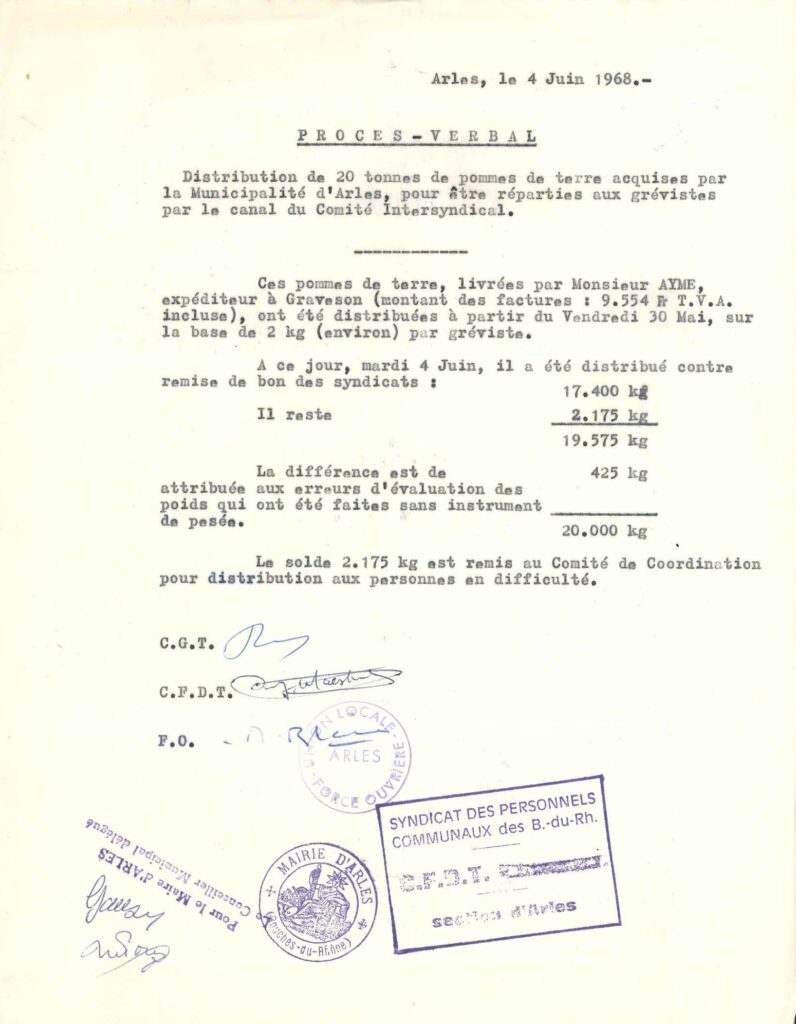 Arles, le 4 Juin 1968.-
PROCES-VERBAL
Distribution de 20 tonnes de pommes de terre acquises par
la Municipalité d'Arles, pour être réparties aux grévistes
par le canal du Comité Intersyndical.
Ces pommes de terre, livrées par Monsieur AYME,
expéditeur à Graveson (montant des factures : 9.554 Fr T.V.A.
incluse), ont été distribuées à partir du Vendredi 30 Mai, sur
la base de 2 kg (environ) par gréviste.
A ce jour, mardi 4 Juin, il a été distribué contre
remise de bon des syndicats : 17.400 kg
Il reste 2.175 kg
19.575 kg
La différence est de 425 kg
attribuée aux erreurs d'évaluation des
poids qui ont été faites sans instrument
de pesée. 20.000 kg
Le solde 2.175 kg est remis au Comité de Coordination
pour distribution aux personnes en difficulté.
C.G.T.
C.F.D.T.
F.O.
UNION LOCALE
ARLES
FORCE OUVRIÈRE
SYNDICAT DES PERSONNELS
COMMUNAUX des B.-du-Rh.
C.F.D.T.
section d'Arles
MAIRIE D'ARLES
(Bouches-du-Rhône)
Pour le Maire d'ARLES
Le Conseiller Municipal délégué